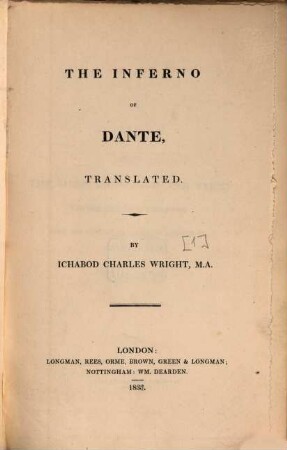 THE INFERNO
OF
DANTE,
TRANSLATED.
BY
[1]
ICHABOD CHARLES WRIGHT, M.A.
LONDON:
LONGMAN, REES, ORME, BROWN, GREEN & LONGMAN;
NOTTINGHAM: WM. DEARDEN.